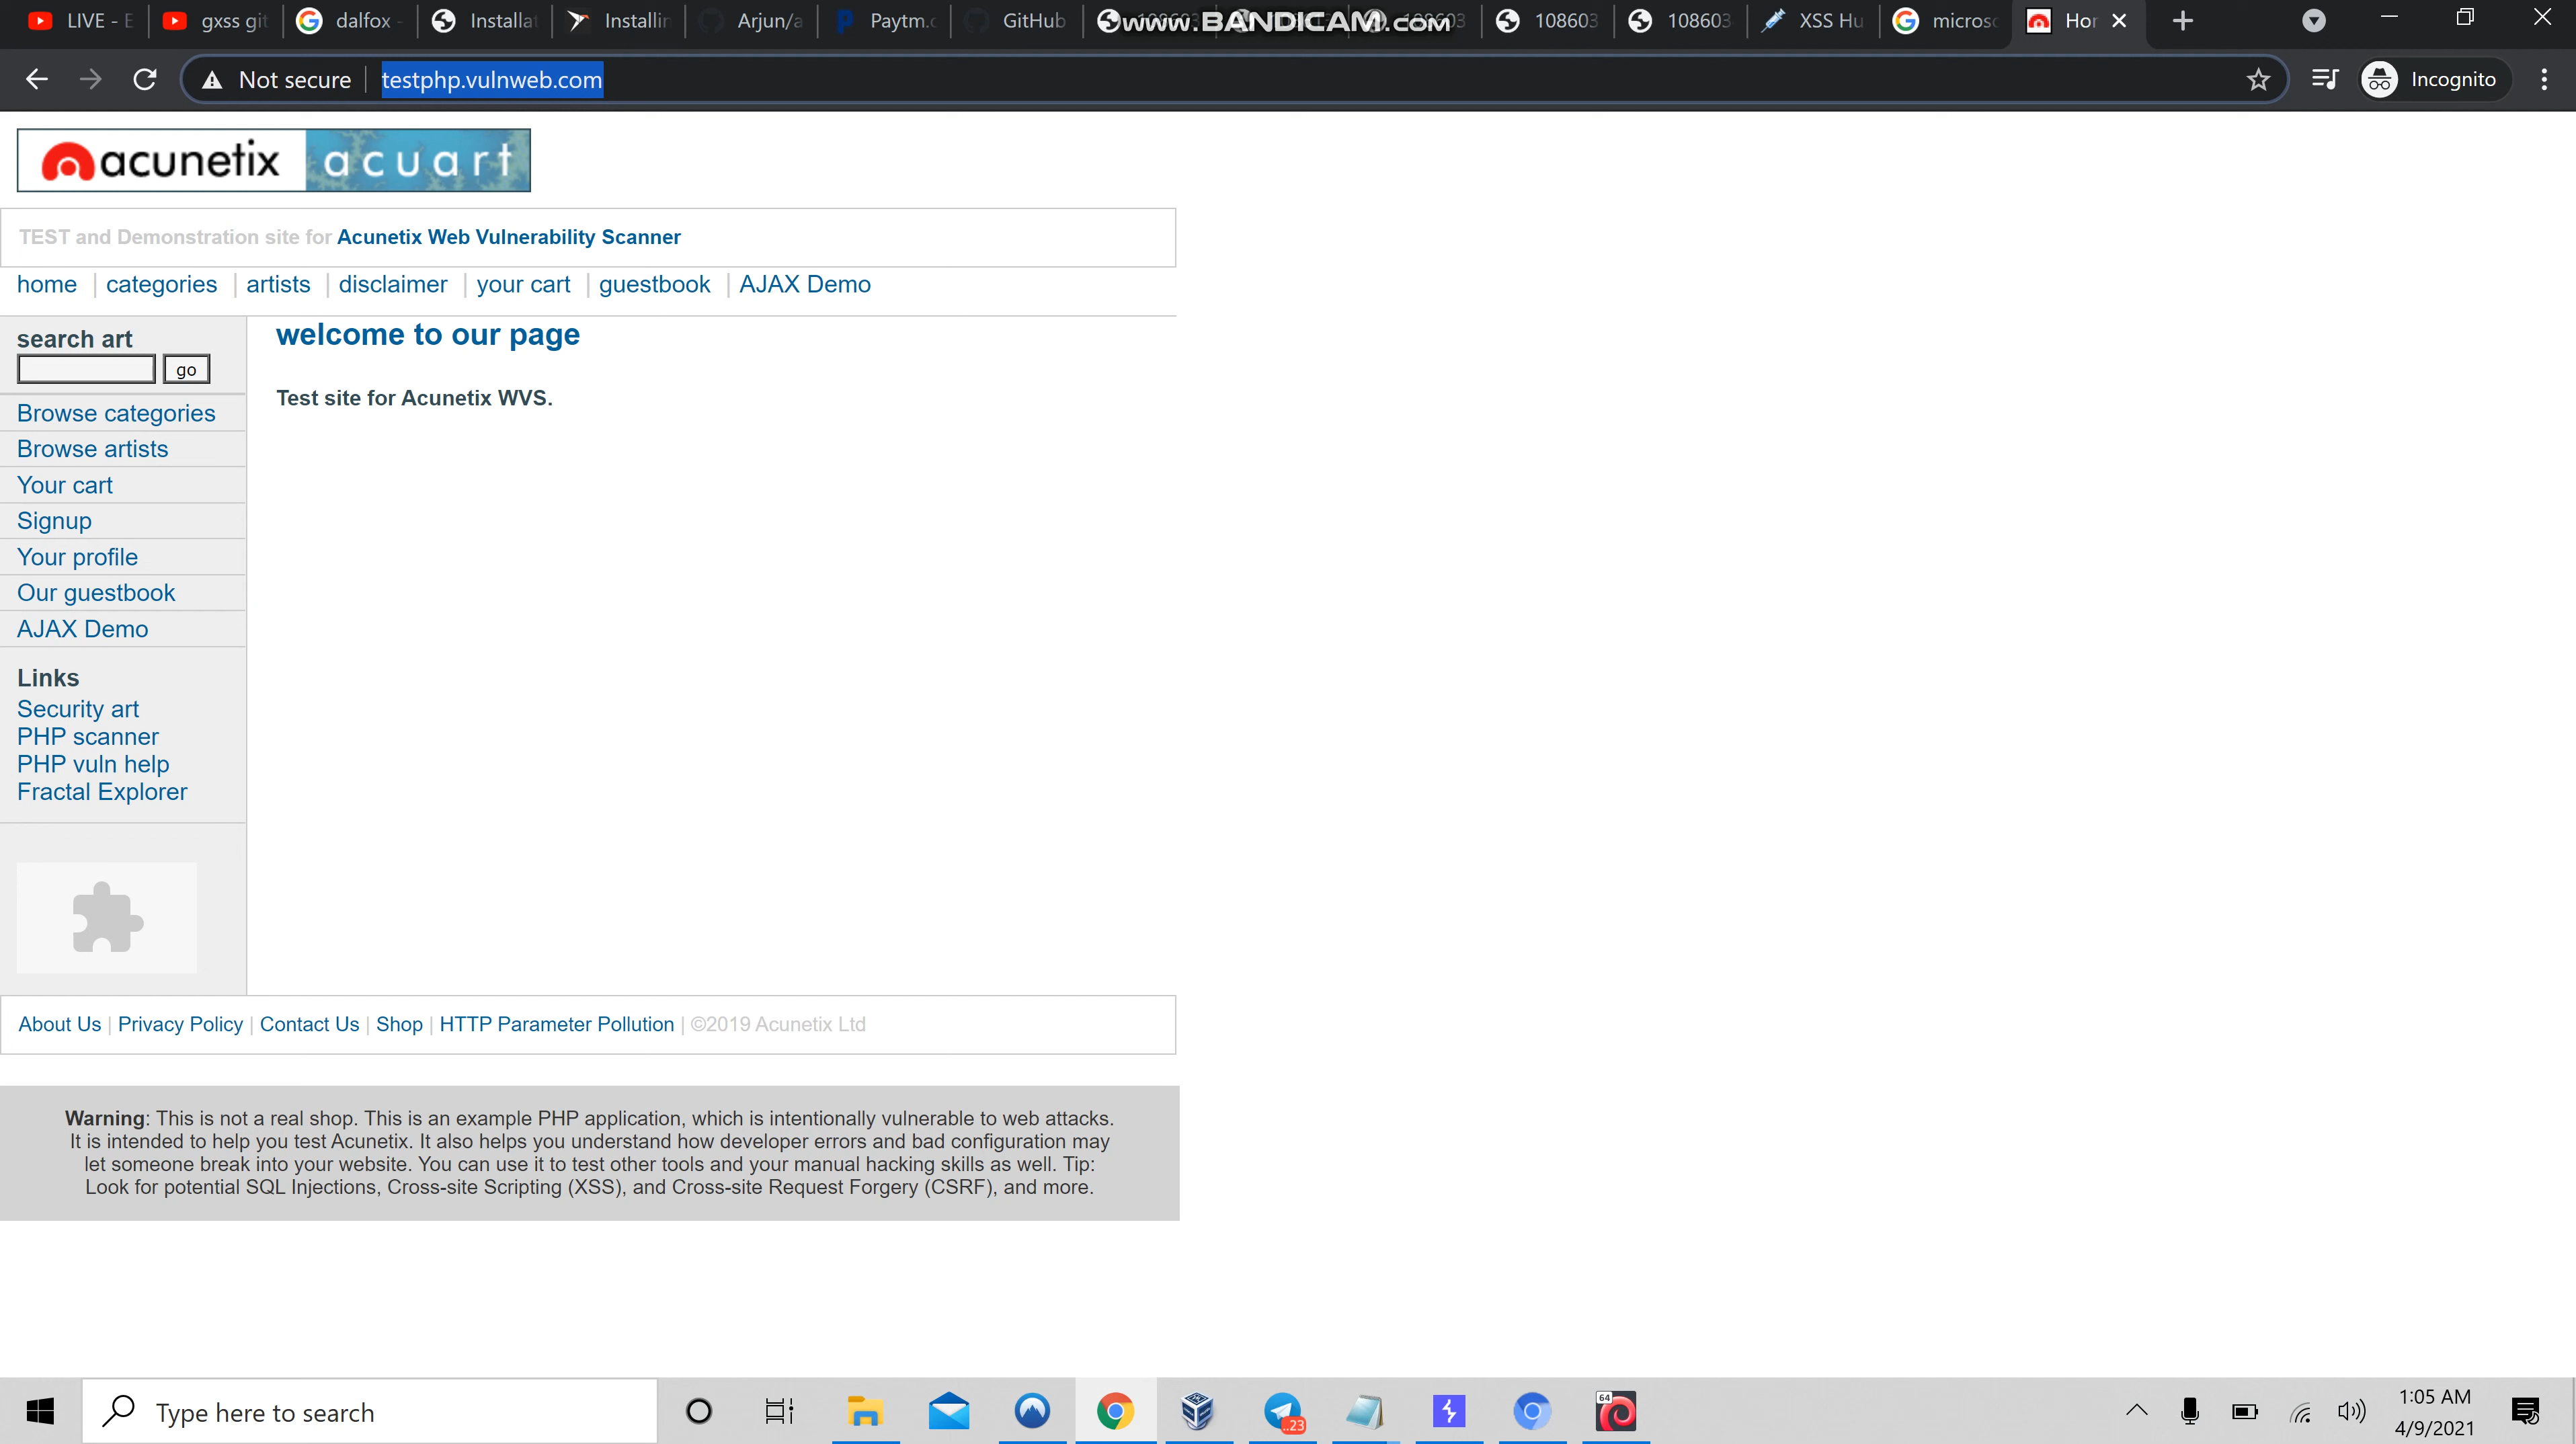 LIVE - E
gxss git
dalfox -
Installat
Installin
Arjun/a
Paytm.c
GitHub
www.BANDICAM.com
108603
108603
XSS Hu
microso
Hor
Not secure
testphp.vulnweb.com
Incognito
acunetix acuart
TEST and Demonstration site for Acunetix Web Vulnerability Scanner
home | categories | artists | disclaimer | your cart | guestbook | AJAX Demo
search art
go
Browse categories
Browse artists
Your cart
Signup
Your profile
Our guestbook
AJAX Demo
Links
Security art
PHP scanner
PHP vuln help
Fractal Explorer
welcome to our page
Test site for Acunetix WVS.
About Us | Privacy Policy | Contact Us | Shop | HTTP Parameter Pollution | ©2019 Acunetix Ltd
Warning: This is not a real shop. This is an example PHP application, which is intentionally vulnerable to web attacks.
It is intended to help you test Acunetix. It also helps you understand how developer errors and bad configuration may
let someone break into your website. You can use it to test other tools and your manual hacking skills as well. Tip:
Look for potential SQL Injections, Cross-site Scripting (XSS), and Cross-site Request Forgery (CSRF), and more.
Type here to search
..23
64
1:05 AM
4/9/2021